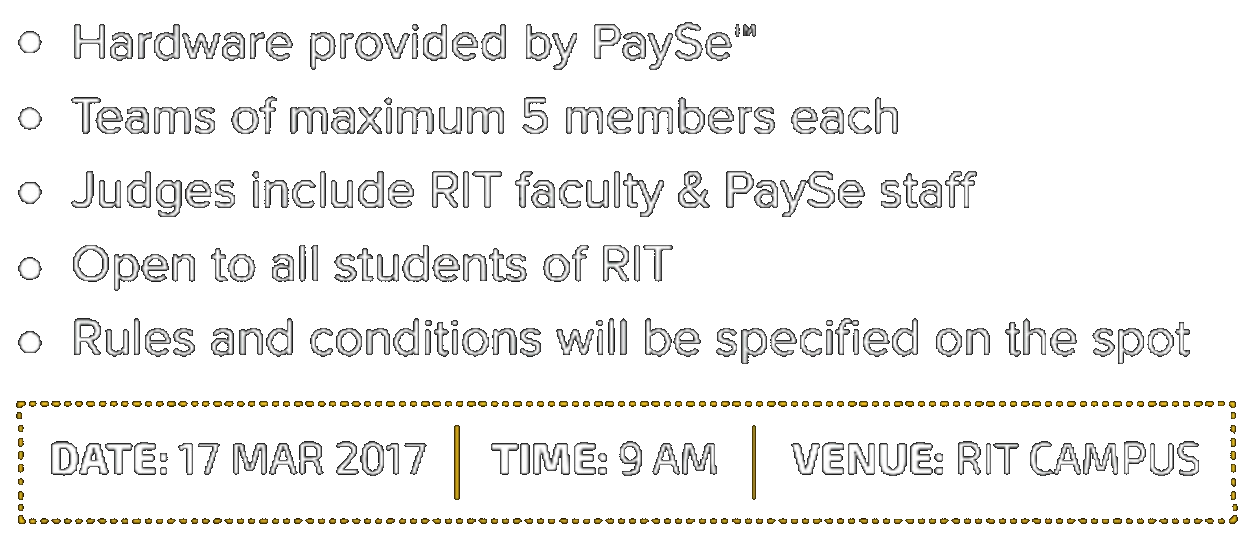 ○ Hardware provided by PaySe™
○ Teams of maximum 5 members each
○ Judges include RIT faculty & PaySe staff
○ Open to all students of RIT
○ Rules and conditions will be specified on the spot
DATE: 17 MAR 2017 | TIME: 9 AM | VENUE: RIT CAMPUS